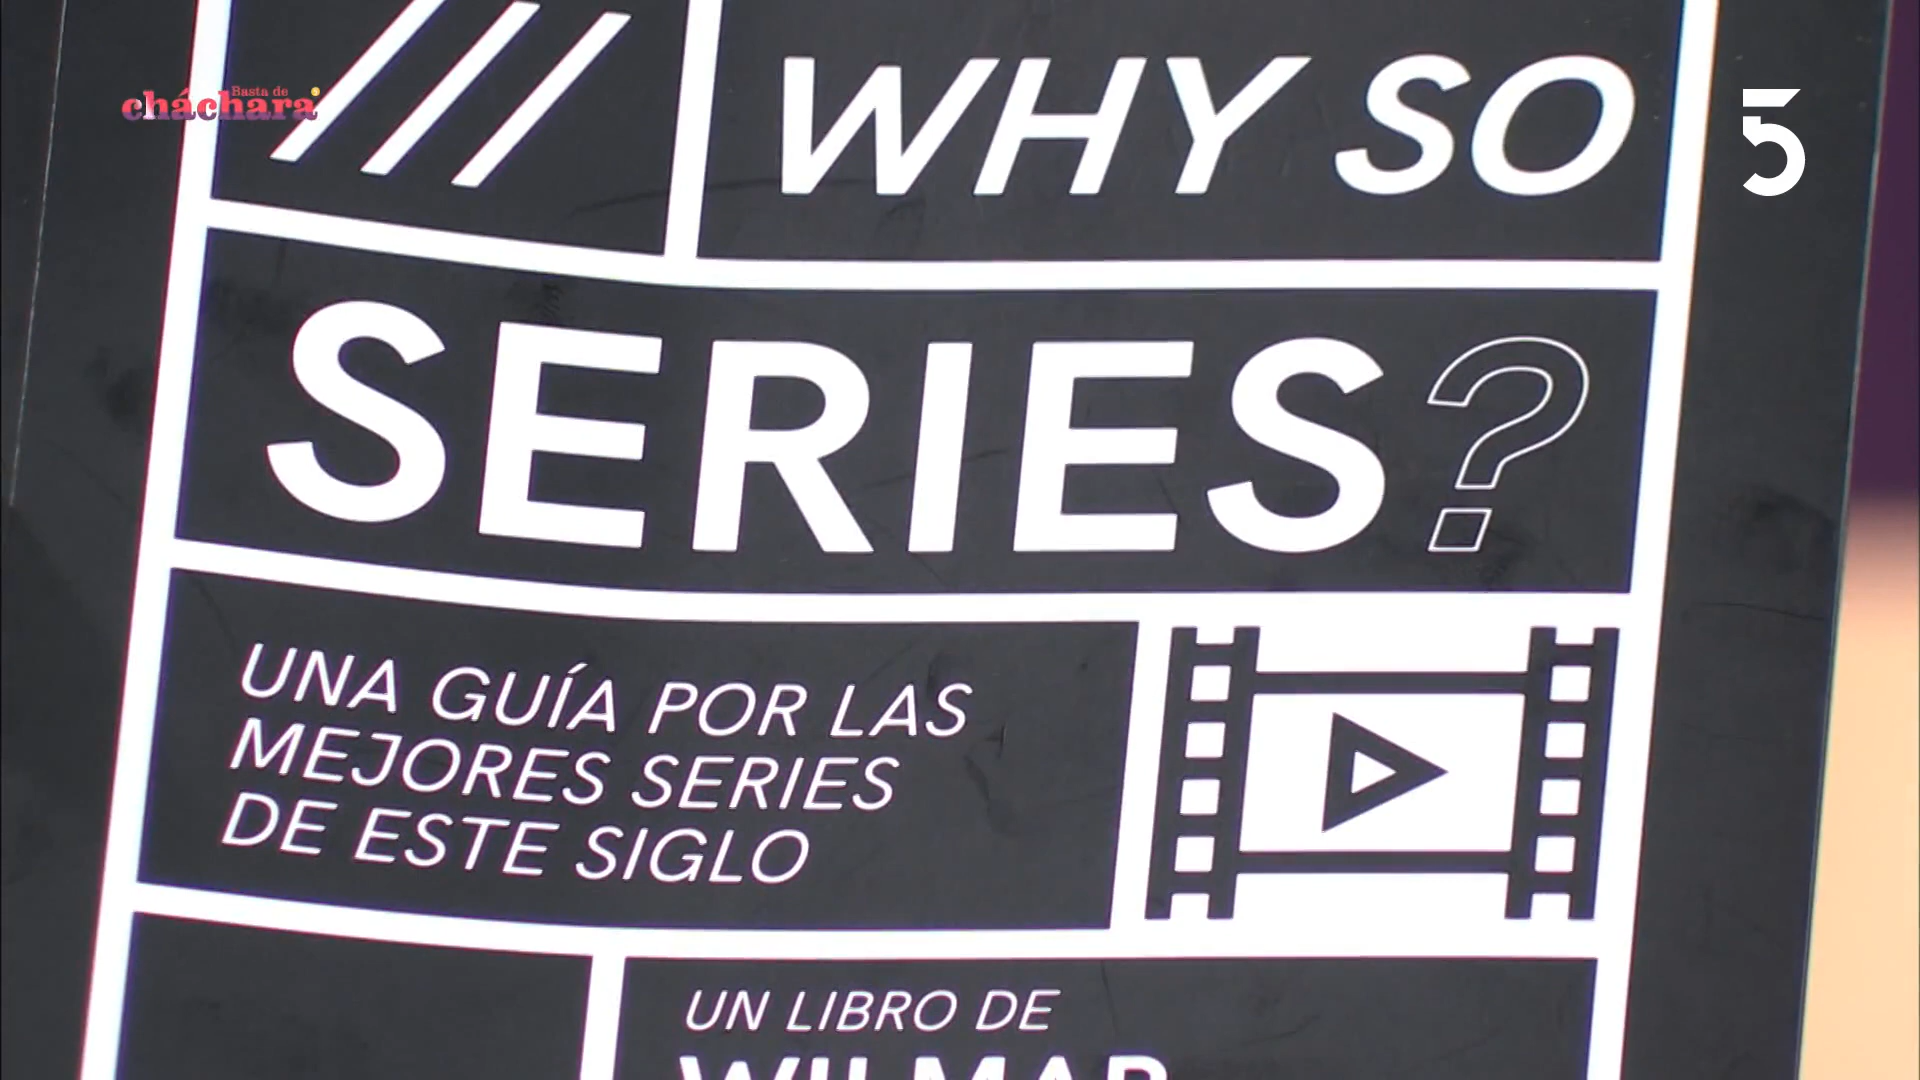 Basta de
cháchara
5
WHY SO
SERIES?
UNA GUÍA POR LAS
MEJORES SERIES
DE ESTE SIGLO
UN LIBRO DE
WILMAR